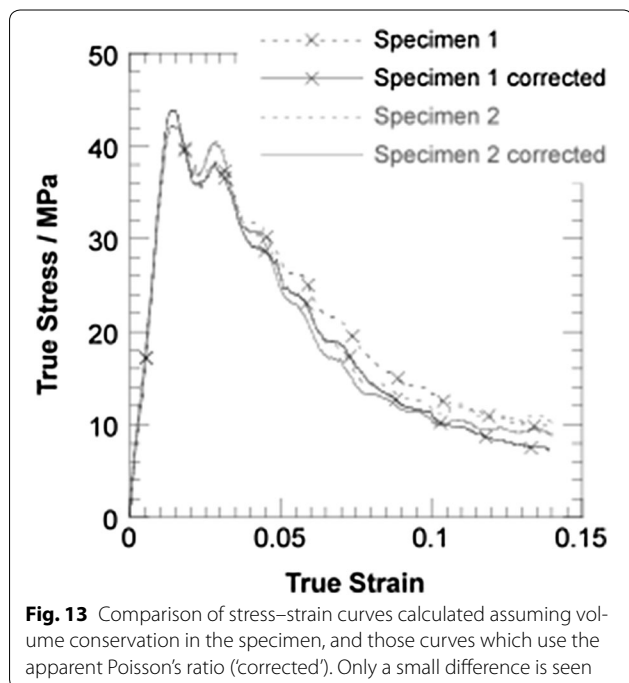 Specimen 1
Specimen 1 corrected
Specimen 2
Specimen 2 corrected
50
40
30
20
10
0
True Stress / MPa
0
0.05
0.1
0.15
True Strain
Fig. 13 Comparison of stress–strain curves calculated assuming vol-
ume conservation in the specimen, and those curves which use the
apparent Poisson's ratio ('corrected'). Only a small difference is seen